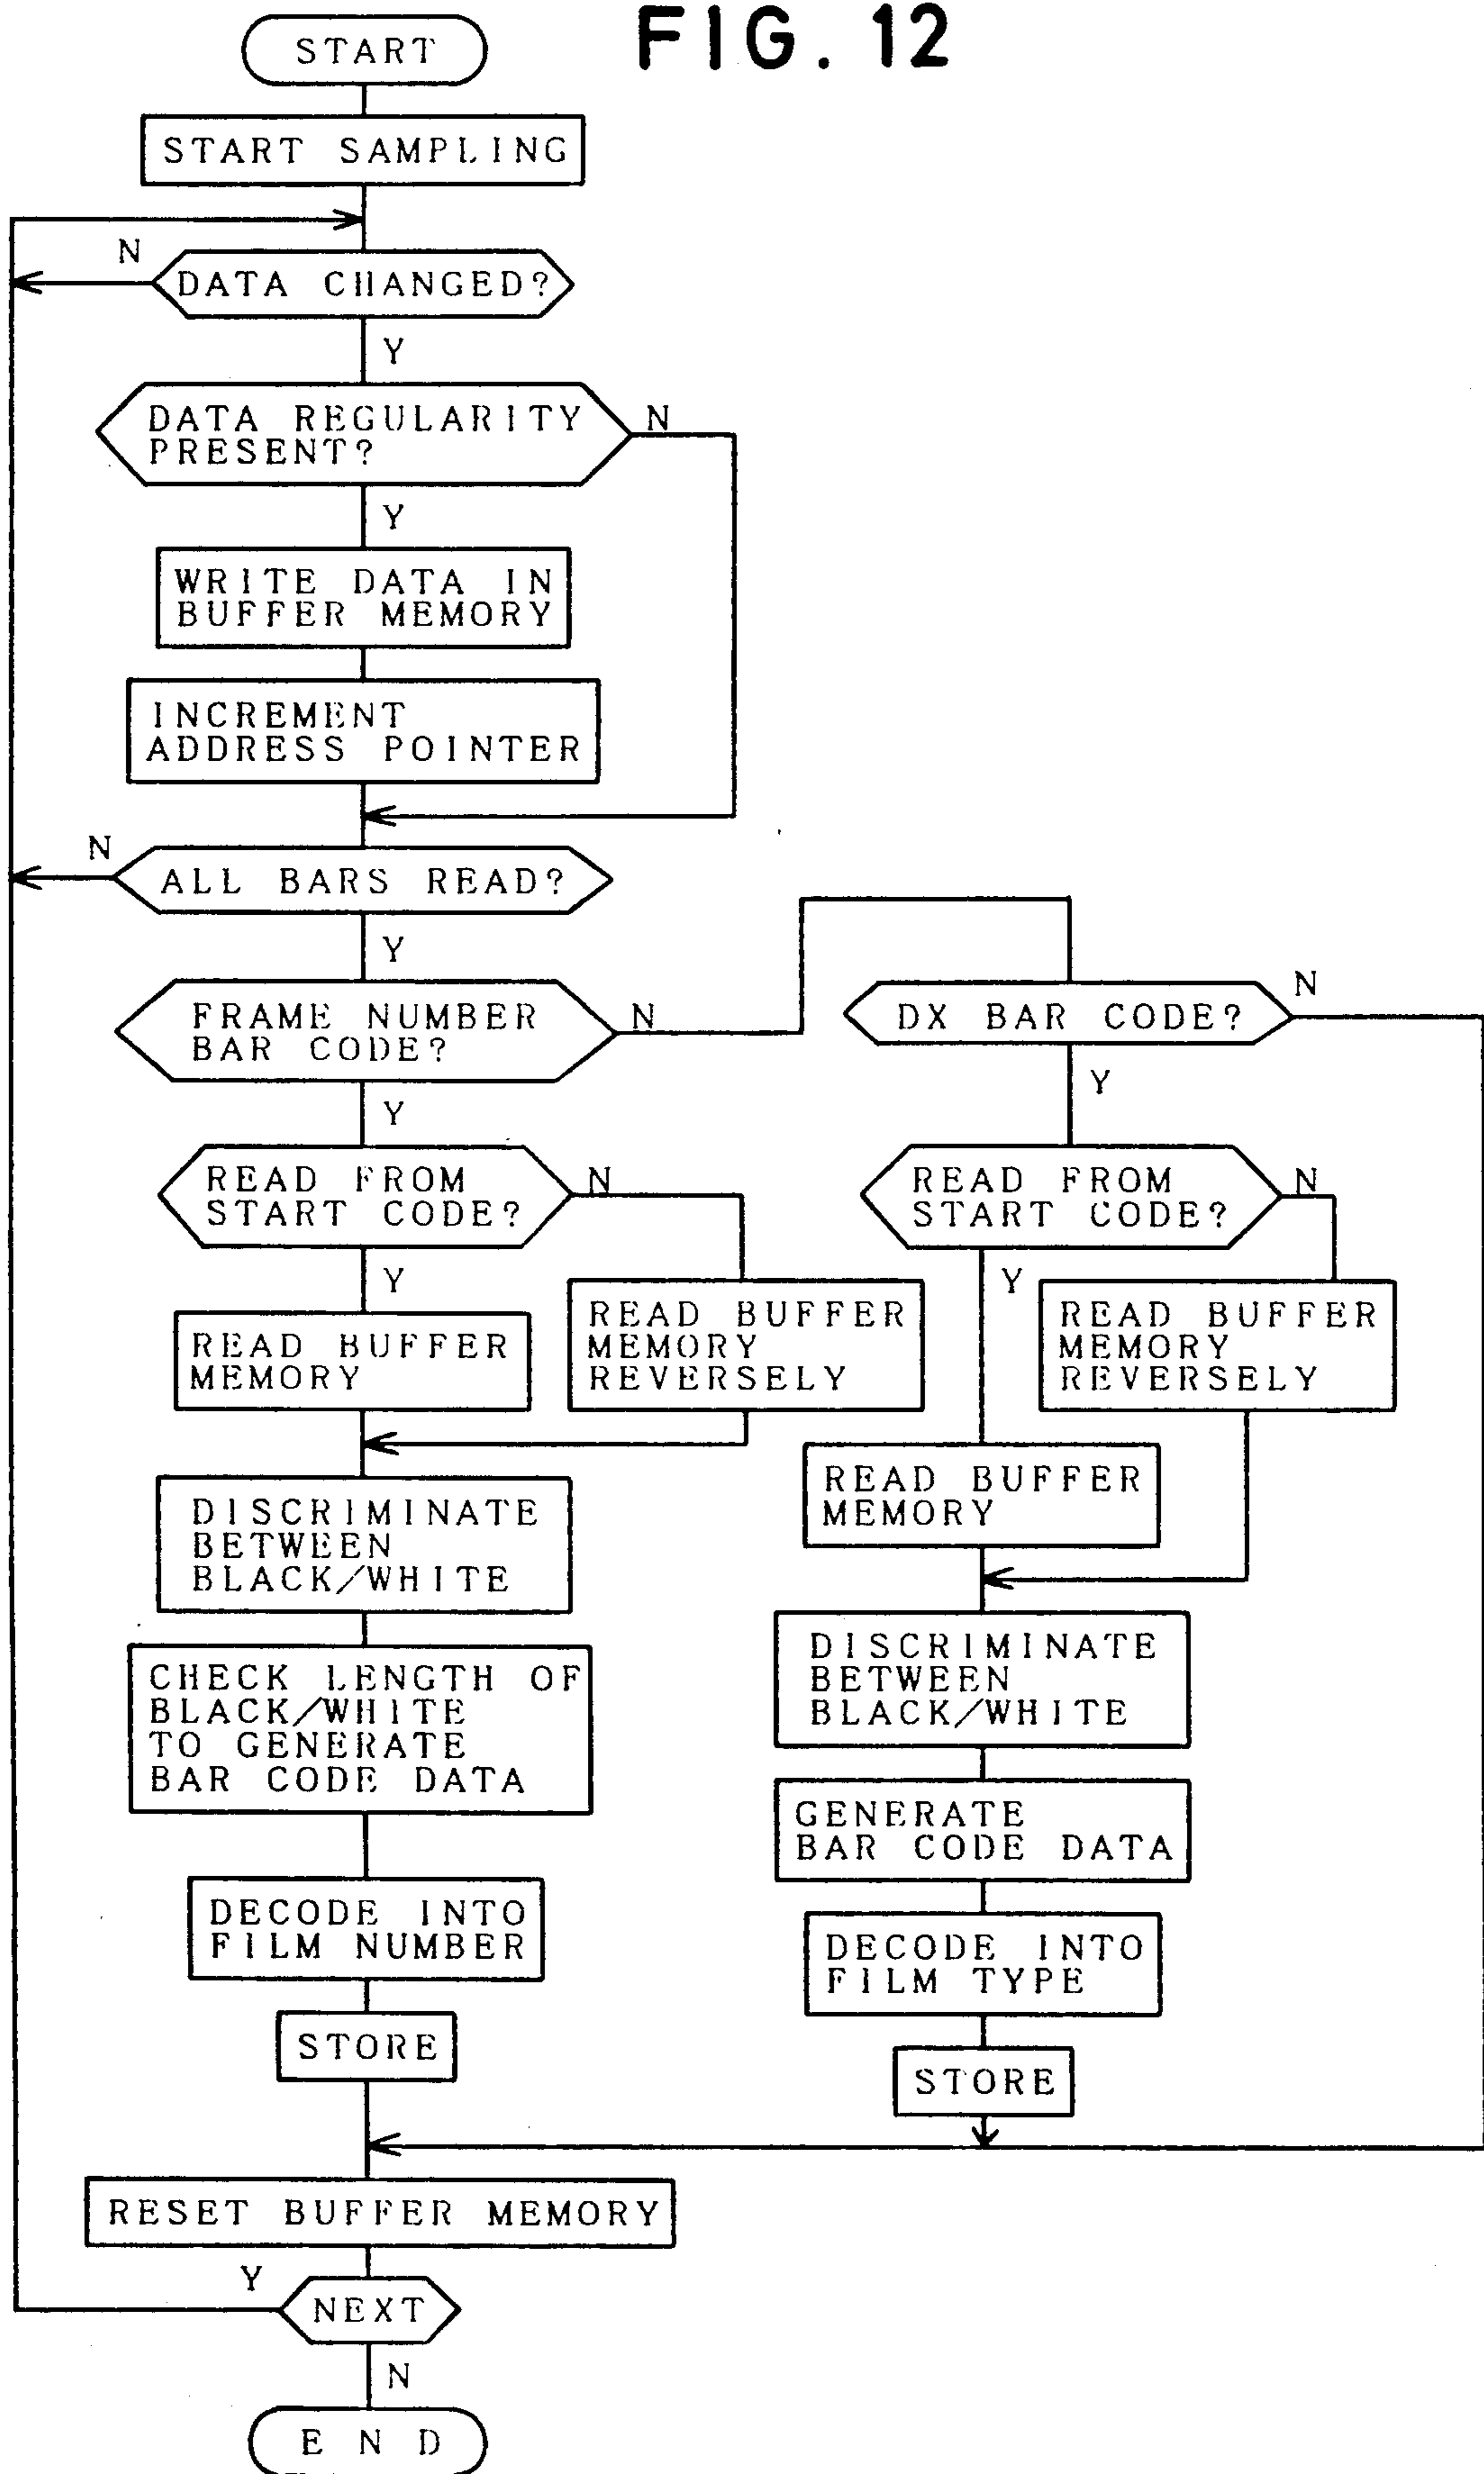 FIG. 12
START
START SAMPLING
N
DATA CHANGED?
Y
DATA REGULARITY
PRESENT?
N
Y
WRITE DATA IN
BUFFER MEMORY
INCREMENT
ADDRESS POINTER
N
ALL BARS READ?
Y
FRAME NUMBER
BAR CODE?
N
Y
READ FROM
START CODE?
N
Y
READ BUFFER
MEMORY
READ BUFFER
MEMORY
REVERSELY
DISCRIMINATE
BETWEEN
BLACK/WHITE
CHECK LENGTH OF
BLACK/WHITE
TO GENERATE
BAR CODE DATA
DECODE INTO
FILM NUMBER
STORE
DX BAR CODE?
N
Y
READ FROM
START CODE?
N
Y
READ BUFFER
MEMORY
REVERSELY
READ BUFFER
MEMORY
DISCRIMINATE
BETWEEN
BLACK/WHITE
GENERATE
BAR CODE DATA
DECODE INTO
FILM TYPE
STORE
RESET BUFFER MEMORY
Y
NEXT
N
END